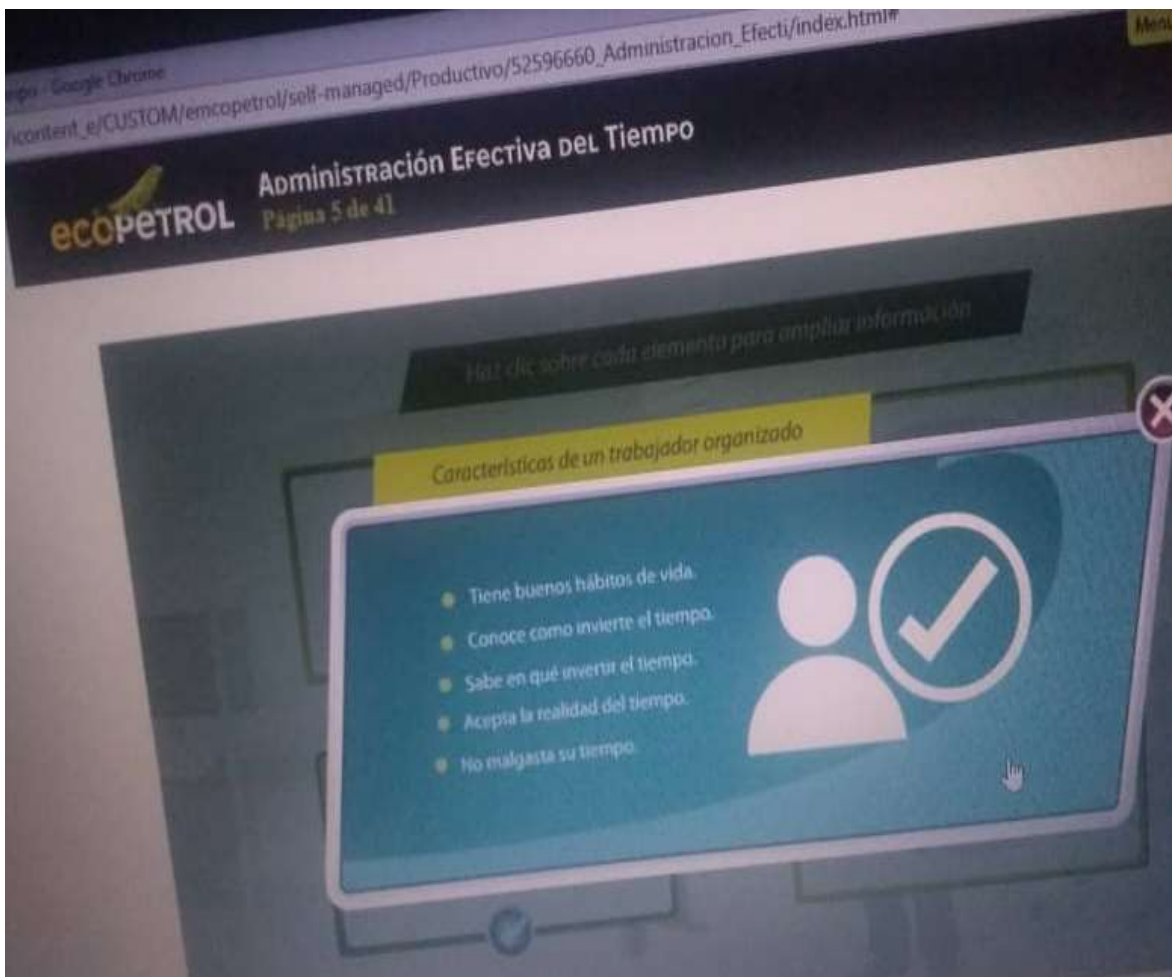 Google Chrome
content_e/CUSTOM/emcopetrol/self-managed/Productivo/52596660_Administracion_Efecti/index.html#
Menú
ecopetrol
Administración Efectiva del Tiempo
Página 5 de 41
Haz clic sobre cada elemento para ampliar información
Características de un trabajador organizado
Tiene buenos hábitos de vida.
Conoce como invierte el tiempo.
Sabe en qué invertir el tiempo.
Acepta la realidad del tiempo.
No malgasta su tiempo.